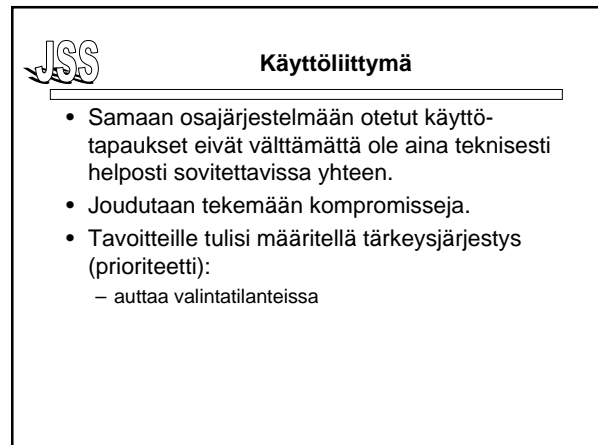 JSS
Käyttöliittymä
• Samaan osajärjestelmään otetut käyttö-
tapaukset eivät välttämättä ole aina teknisesti
helposti sovitettavissa yhteen.
• Joudutaan tekemään kompromisseja.
• Tavoitteille tulisi määritellä tärkeysjärjestys
(prioriteetti):
– auttaa valintatilanteissa